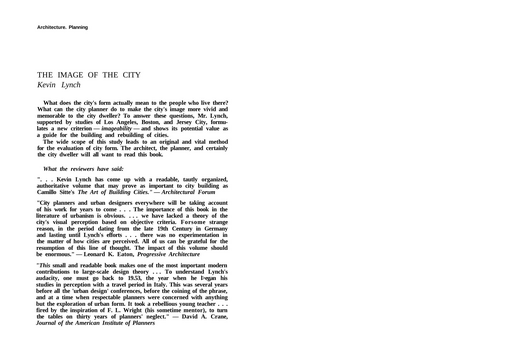 Architecture. Planning
THE IMAGE OF THE CITY
Kevin Lynch
What does the city's form actually mean to the people who live there?
What can the city planner do to make the city's image more vivid and
memorable to the city dweller? To answer these questions, Mr. Lynch,
supported by studies of Los Angeles, Boston, and Jersey City, formu-
lates a new criterion — imageability — and shows its potential value as
a guide for the building and rebuilding of cities.
The wide scope of this study leads to an original and vital method
for the evaluation of city form. The architect, the planner, and certainly
the city dweller will all want to read this book.
What the reviewers have said:
". . . Kevin Lynch has come up with a readable, tautly organized,
authoritative volume that may prove as important to city building as
Camillo Sitte's The Art of Building Cities." — Architectural Forum
"City planners and urban designers everywhere will be taking account
of his work for years to come . . . The importance of this book in the
literature of urbanism is obvious. . . . we have lacked a theory of the
city's visual perception based on objective criteria. Forsome strange
reason, in the period dating from the late 19th Century in Germany
and lasting until Lynch's efforts . . . there was no experimentation in
the matter of how cities are perceived. All of us can be grateful for the
resumption of this line of thought. The impact of this volume should
be enormous." — Leonard K. Eaton, Progressive Architecture
"This small and readable book makes one of the most important modern
contributions to large-scale design theory . . . To understand Lynch's
audacity, one must go back to 19.53, the year when he I·egan his
studies in perception with a travel period in Italy. This was several years
before all the 'urban design' conferences, before the coining of the phrase,
and at a time when respectable planners were concerned with anything
but the exploration of urban form. It took a rebellious young teacher . . .
fired by the inspiration of F. L. Wright (his sometime mentor), to turn
the tables on thirty years of planners' neglect." — David A. Crane,
Journal of the American Institute of Planners